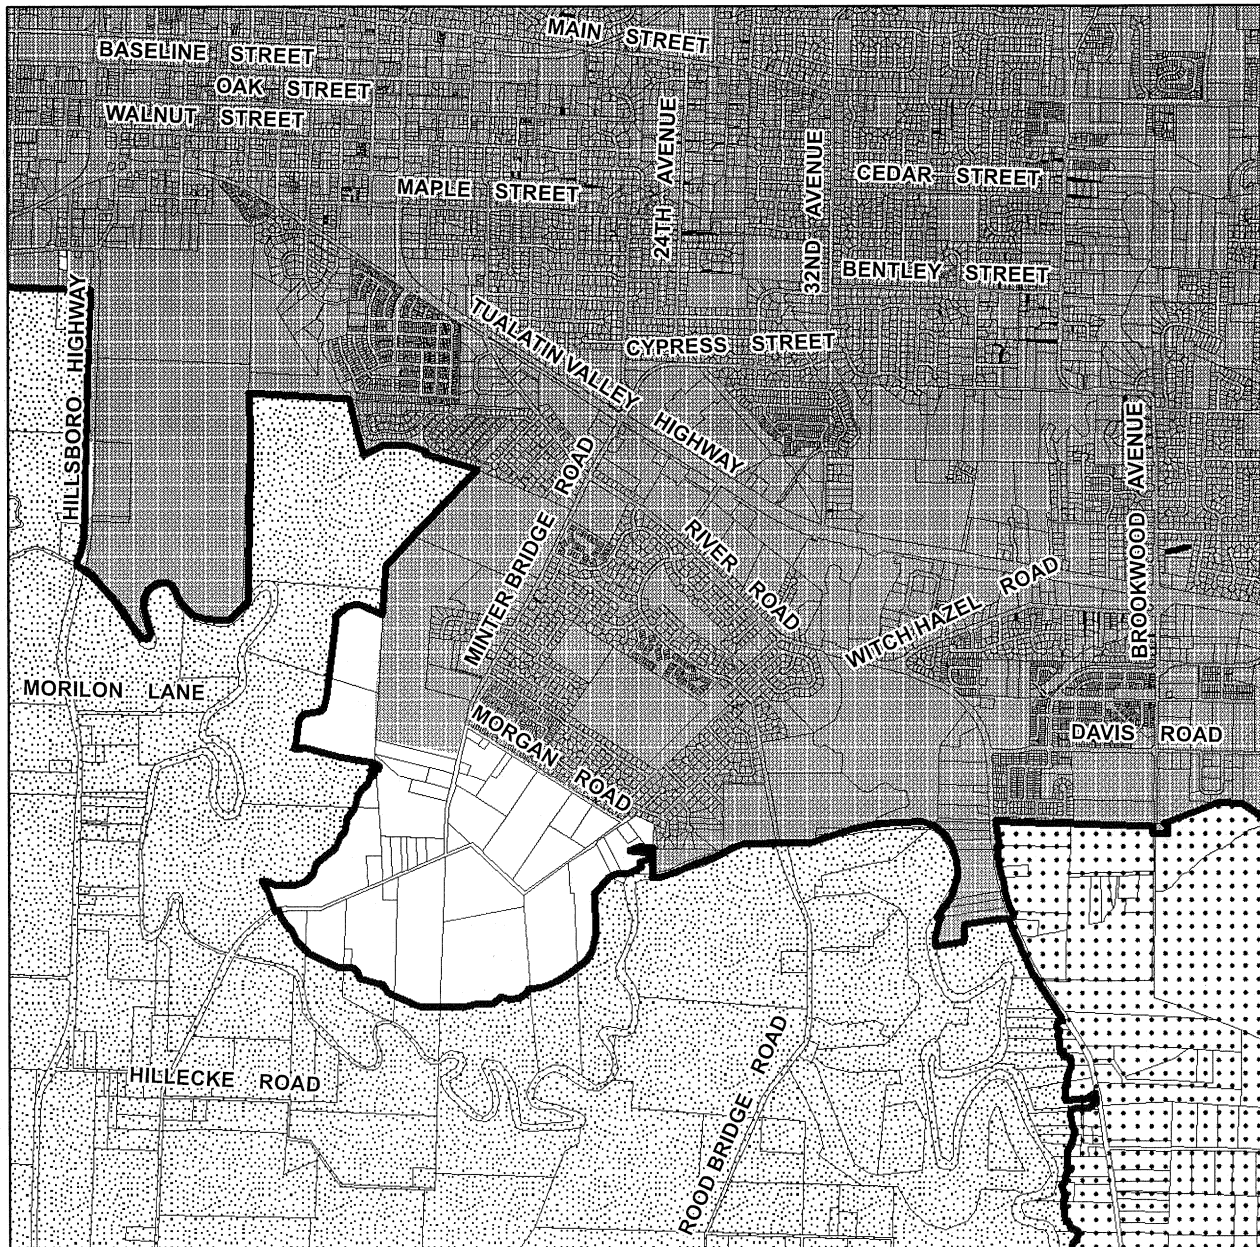 MAIN STREET
BASELINE STREET
OAK STREET
WALNUT STREET
24TH AVENUE
32ND AVENUE
CEDAR STREET
MAPLE STREET
BENTLEY STREET
HILLSBORO HIGHWAY
TUALATIN VALLEY HIGHWAY
CYPRESS STREET
BROOKWOOD AVENUE
MINTER BRIDGE ROAD
RIVER ROAD
WITCH HAZEL ROAD
MORILON LANE
MORGAN ROAD
DAVIS ROAD
HILLECKE ROAD
ROOD BRIDGE ROAD